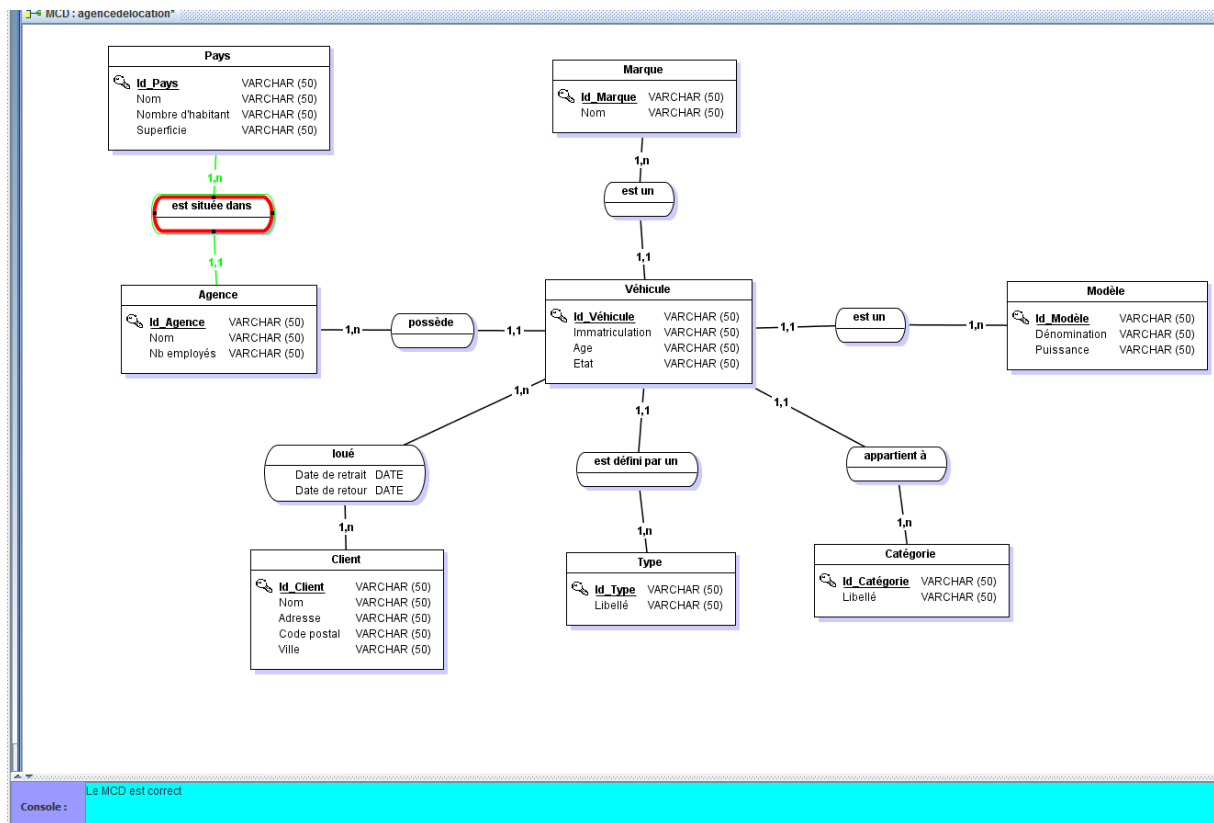 MCD : agencedelocation*
Pays
Id_Pays VARCHAR (50)
Nom VARCHAR (50)
Nombre d'habitant VARCHAR (50)
Superficie VARCHAR (50)
Marque
Id_Marque VARCHAR (50)
Nom VARCHAR (50)
1,n
est située dans
1,1
1,n
est un
1,1
Agence
Id_Agence VARCHAR (50)
Nom VARCHAR (50)
Nb employés VARCHAR (50)
1,n
possède
1,1
Véhicule
Id_Véhicule VARCHAR (50)
Immatriculation VARCHAR (50)
Age VARCHAR (50)
Etat VARCHAR (50)
1,1
est un
1,n
Modèle
Id_Modèle VARCHAR (50)
Dénomination VARCHAR (50)
Puissance VARCHAR (50)
1,n
loué
Date de retrait DATE
Date de retour DATE
1,n
Client
Id_Client VARCHAR (50)
Nom VARCHAR (50)
Adresse VARCHAR (50)
Code postal VARCHAR (50)
Ville VARCHAR (50)
1,1
est défini par un
1,n
Type
Id_Type VARCHAR (50)
Libellé VARCHAR (50)
1,1
appartient à
1,n
Catégorie
Id_Catégorie VARCHAR (50)
Libellé VARCHAR (50)
Console :
Le MCD est correct